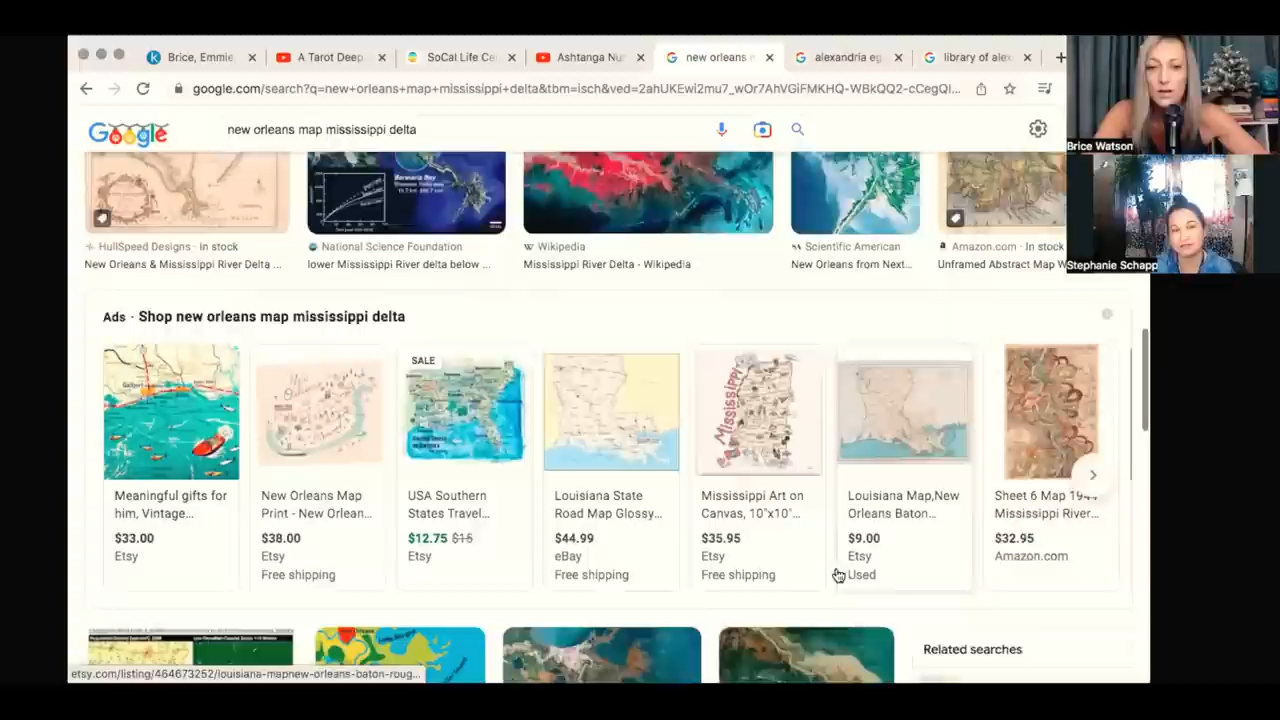 Brice, Emmie,
A Tarot Deep
SoCal Life Ce
Ashtanga Nu
new orleans m
alexandria eg
library of alex
google.com/search?q=new+orleans+map+mississippi+delta&tbm=isch&ved=2ahUKEwi2mu7_wOr7AhVGiFMKHQ-WBkQQ2-cCegQI...
Google
new orleans map mississippi delta
Brice Watson
Stephanie Schapp
Barataria Bay
HullSpeed Designs · In stock
New Orleans & Mississippi River Delta ...
National Science Foundation
lower Mississippi River delta below ...
Wikipedia
Mississippi River Delta - Wikipedia
Scientific American
New Orleans from Next...
Amazon.com · In stock
Unframed Abstract Map W
Ads · Shop new orleans map mississippi delta
SALE
Mississippi
Meaningful gifts for
him, Vintage...
$33.00
Etsy
New Orleans Map
Print - New Orlean...
$38.00
Etsy
Free shipping
USA Southern
States Travel...
$12.75 $15
Etsy
Louisiana State
Road Map Glossy...
$44.99
eBay
Free shipping
Mississippi Art on
Canvas, 10"x10"...
$35.95
Etsy
Free shipping
Louisiana Map,New
Orleans Baton...
$9.00
Etsy
Used
Sheet 6 Map 1944
Mississippi River...
$32.95
Amazon.com
Related searches
etsy.com/listing/464673252/louisiana-mapnew-orleans-baton-roug...